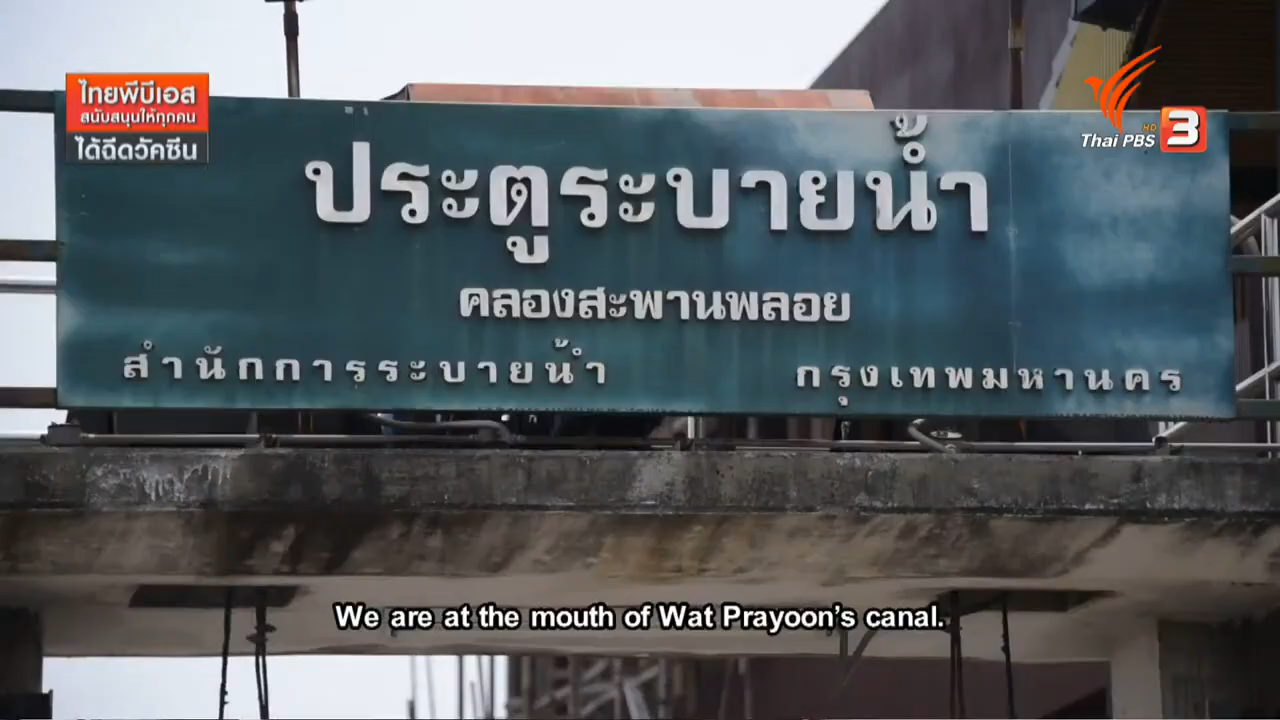 ไทยพีบีเอส
สนับสนุนให้ทุกคน
ได้ฉีดวัคซีน
Thai PBS HD 3
ประตูระบายน้ำ
คลองสะพานพลอย
สำนักการระบายน้ำ กรุงเทพมหานคร
We are at the mouth of Wat Prayoon's canal.